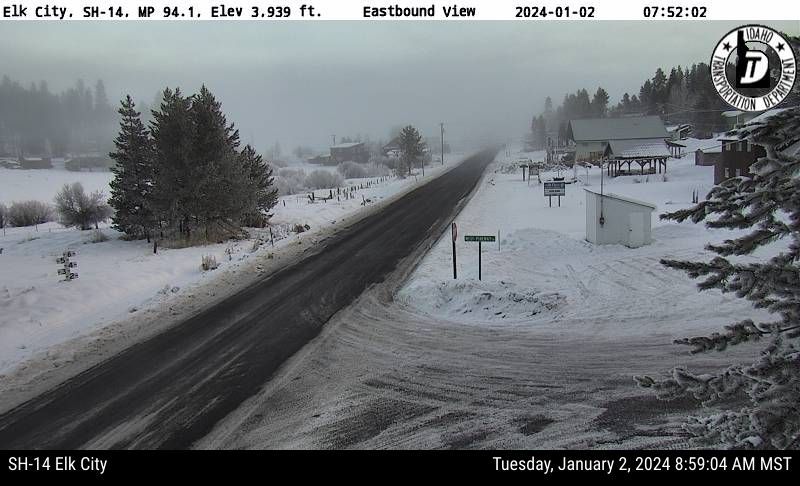 Elk City, SH-14, MP 94.1, Elev 3,939 ft. Eastbound View 2024-01-02 07:52:02
IDAHO
TRANSPORTATION DEPARTMENT
SH-14 Elk City Tuesday, January 2, 2024 8:59:04 AM MST